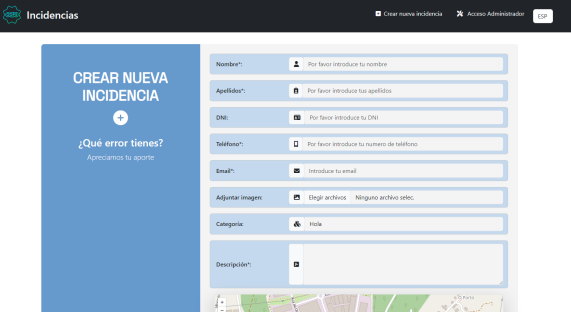 Incidencias
Crear nueva incidencia
Acceso Administrador
ESP
CREAR NUEVA
INCIDENCIA
¿Qué error tienes?
Apreciamos tu aporte
Nombre*:
Por favor introduce tu nombre
Apellidos*:
Por favor introduce tus apellidos
DNI:
Por favor introduce tu DNI
Teléfono*:
Por favor introduce tu numero de teléfono
Email*:
Introduce tu email
Adjuntar imagen:
Elegir archivos Ninguno archivo selec.
Categoría:
Hola
Descripción*:
+
−